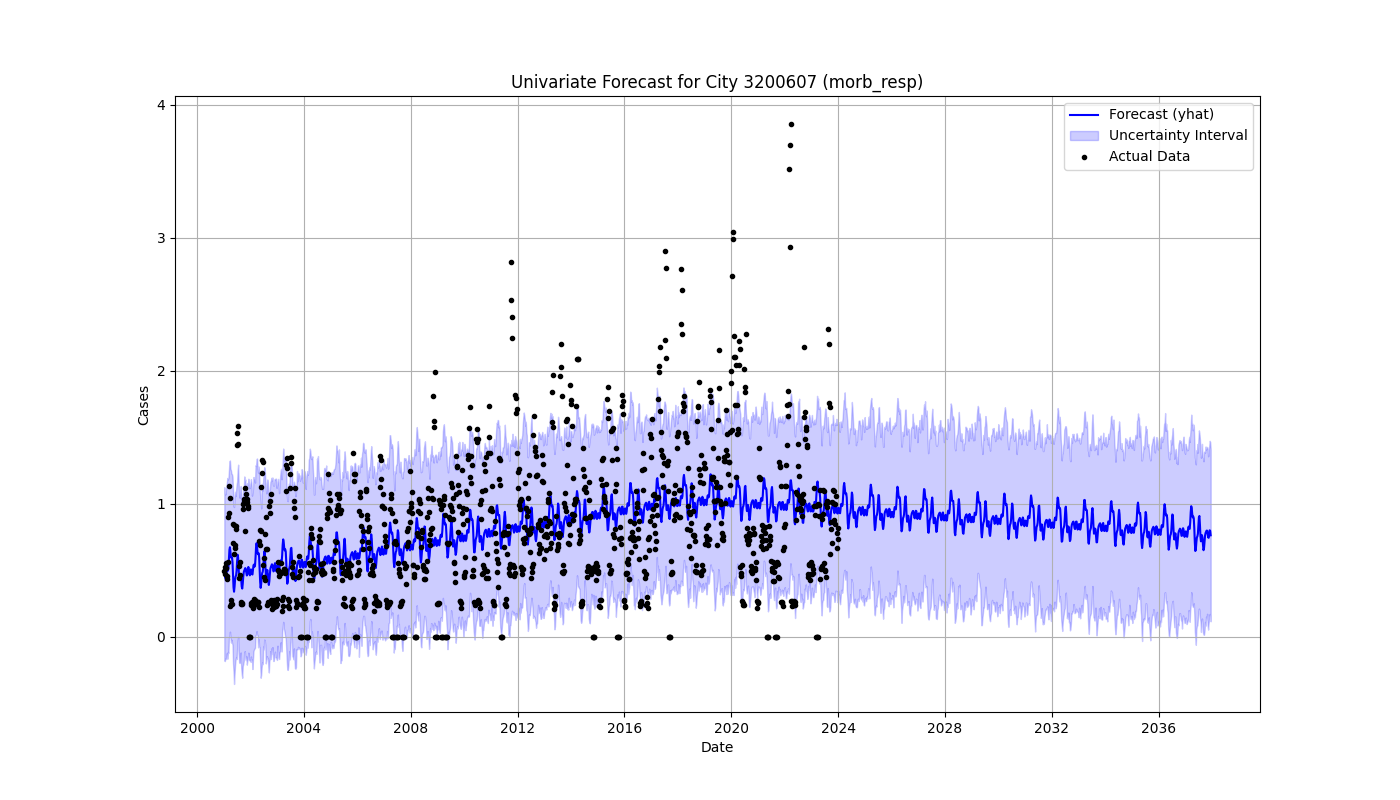 Univariate Forecast for City 3200607 (morb_resp)
Forecast (yhat)
Uncertainty Interval
Actual Data
4
3
2
1
0
Cases
2000 2004 2008 2012 2016 2020 2024 2028 2032 2036
Date